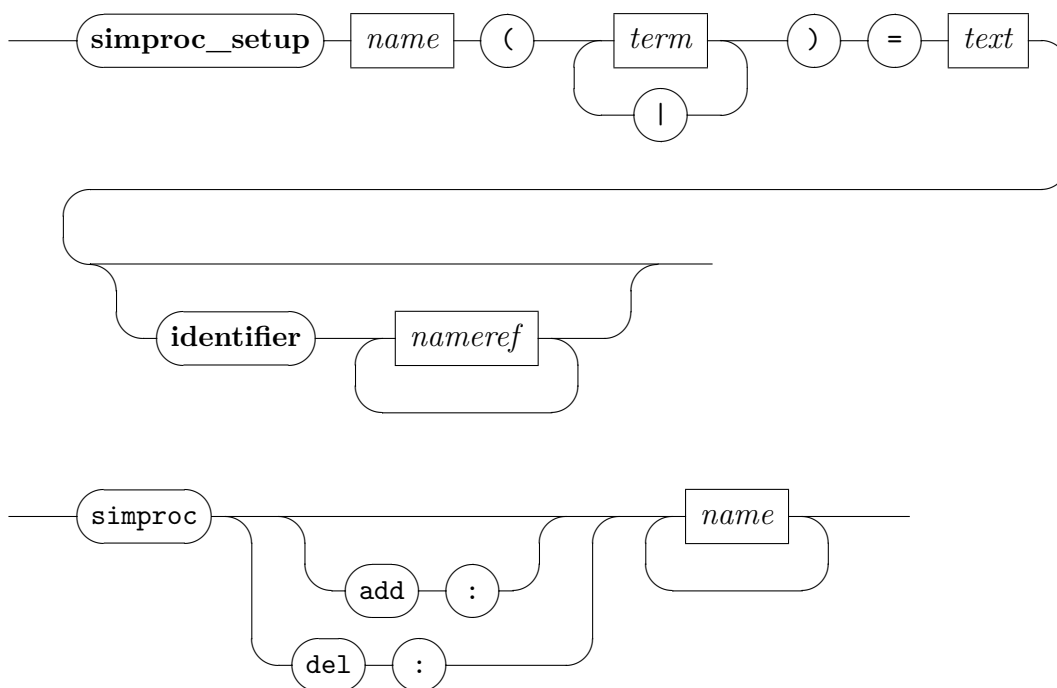 simproc_setup name ( term ) = text
|
identifier nameref
simproc name
add :
del :